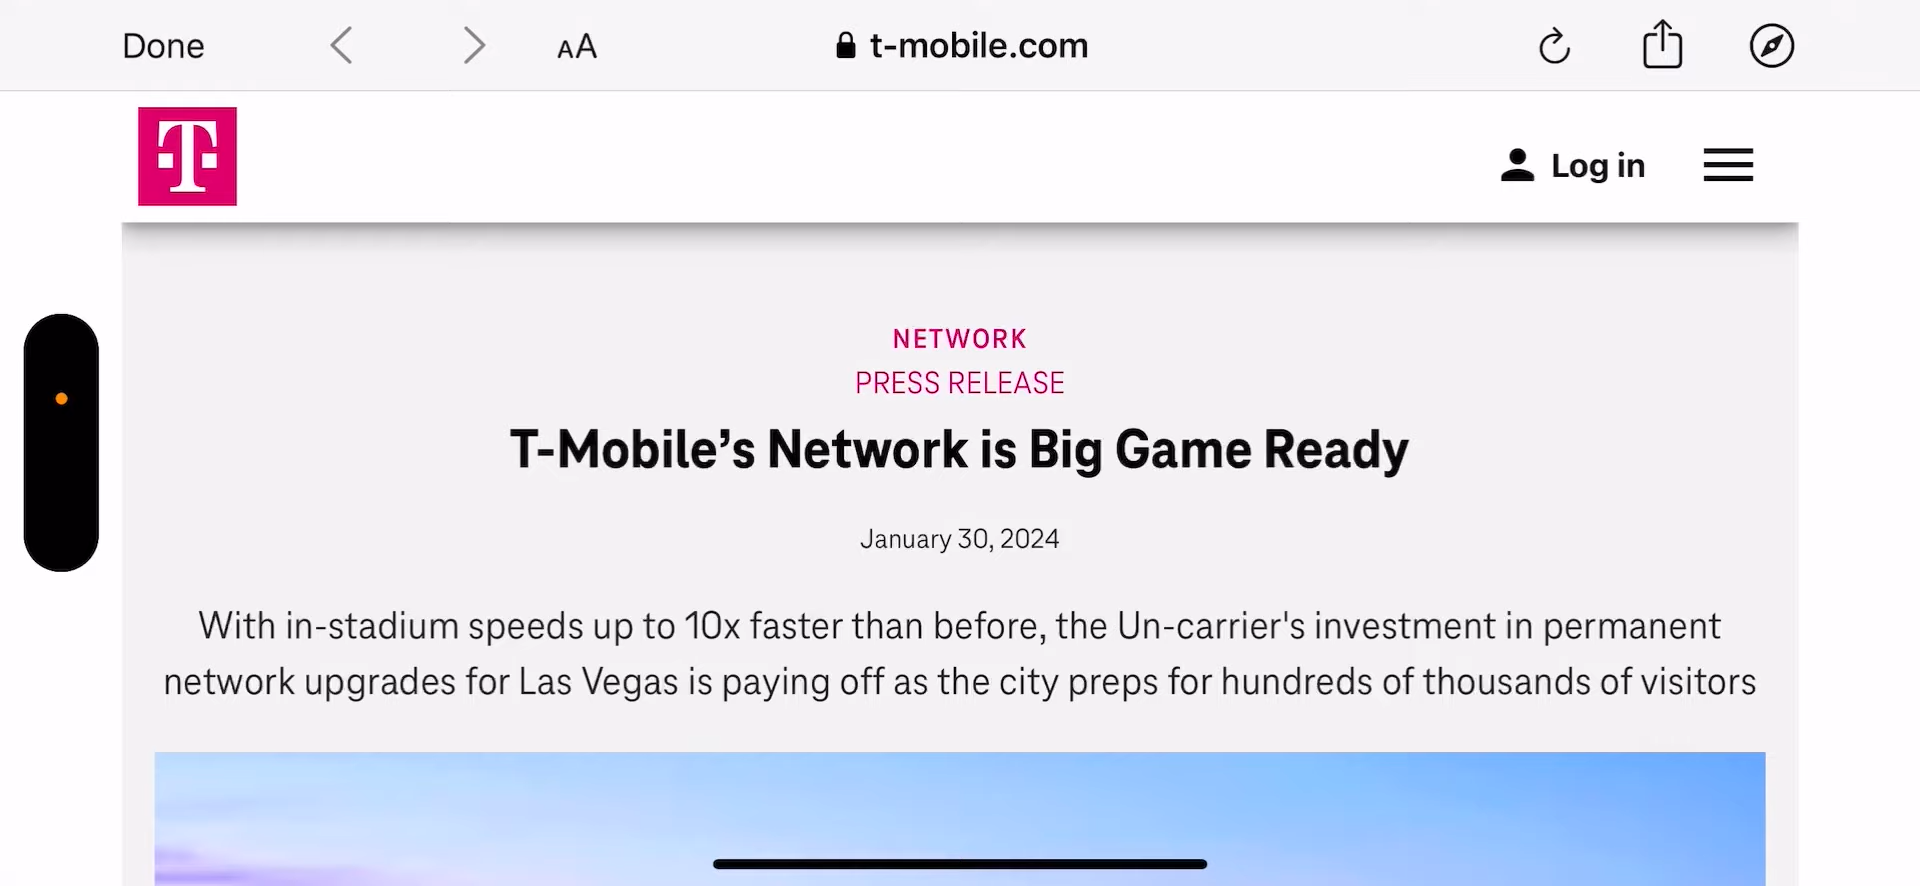 Done
AA
t-mobile.com
T
Log in
NETWORK
PRESS RELEASE
T-Mobile’s Network is Big Game Ready
January 30, 2024
With in-stadium speeds up to 10x faster than before, the Un-carrier's investment in permanent
network upgrades for Las Vegas is paying off as the city preps for hundreds of thousands of visitors